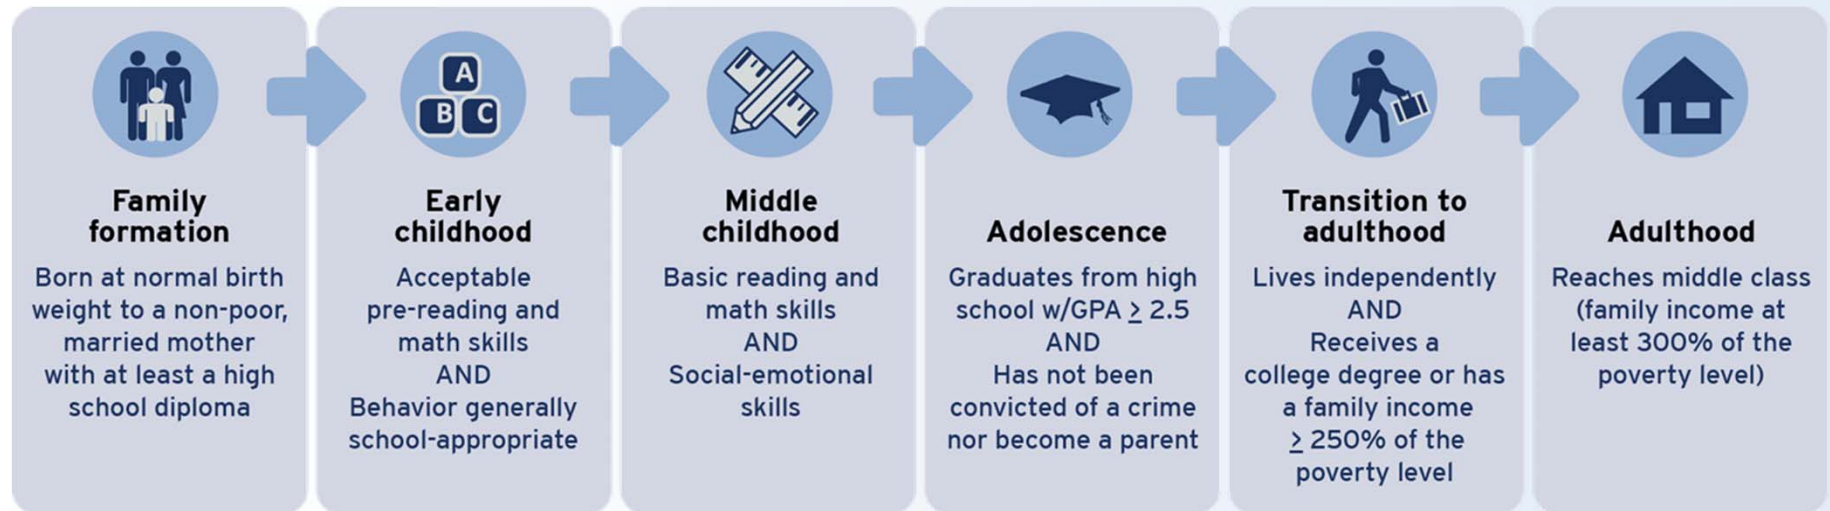 A
B C
Family
formation
Born at normal birth
weight to a non-poor,
married mother
with at least a high
school diploma
Early
childhood
Acceptable
pre-reading and
math skills
AND
Behavior generally
school-appropriate
Middle
childhood
Basic reading and
math skills
AND
Social-emotional
skills
Adolescence
Graduates from high
school w/GPA ≥ 2.5
AND
Has not been
convicted of a crime
nor become a parent
Transition to
adulthood
Lives independently
AND
Receives a
college degree or has
a family income
≥ 250% of the
poverty level
Adulthood
Reaches middle class
(family income at
least 300% of the
poverty level)